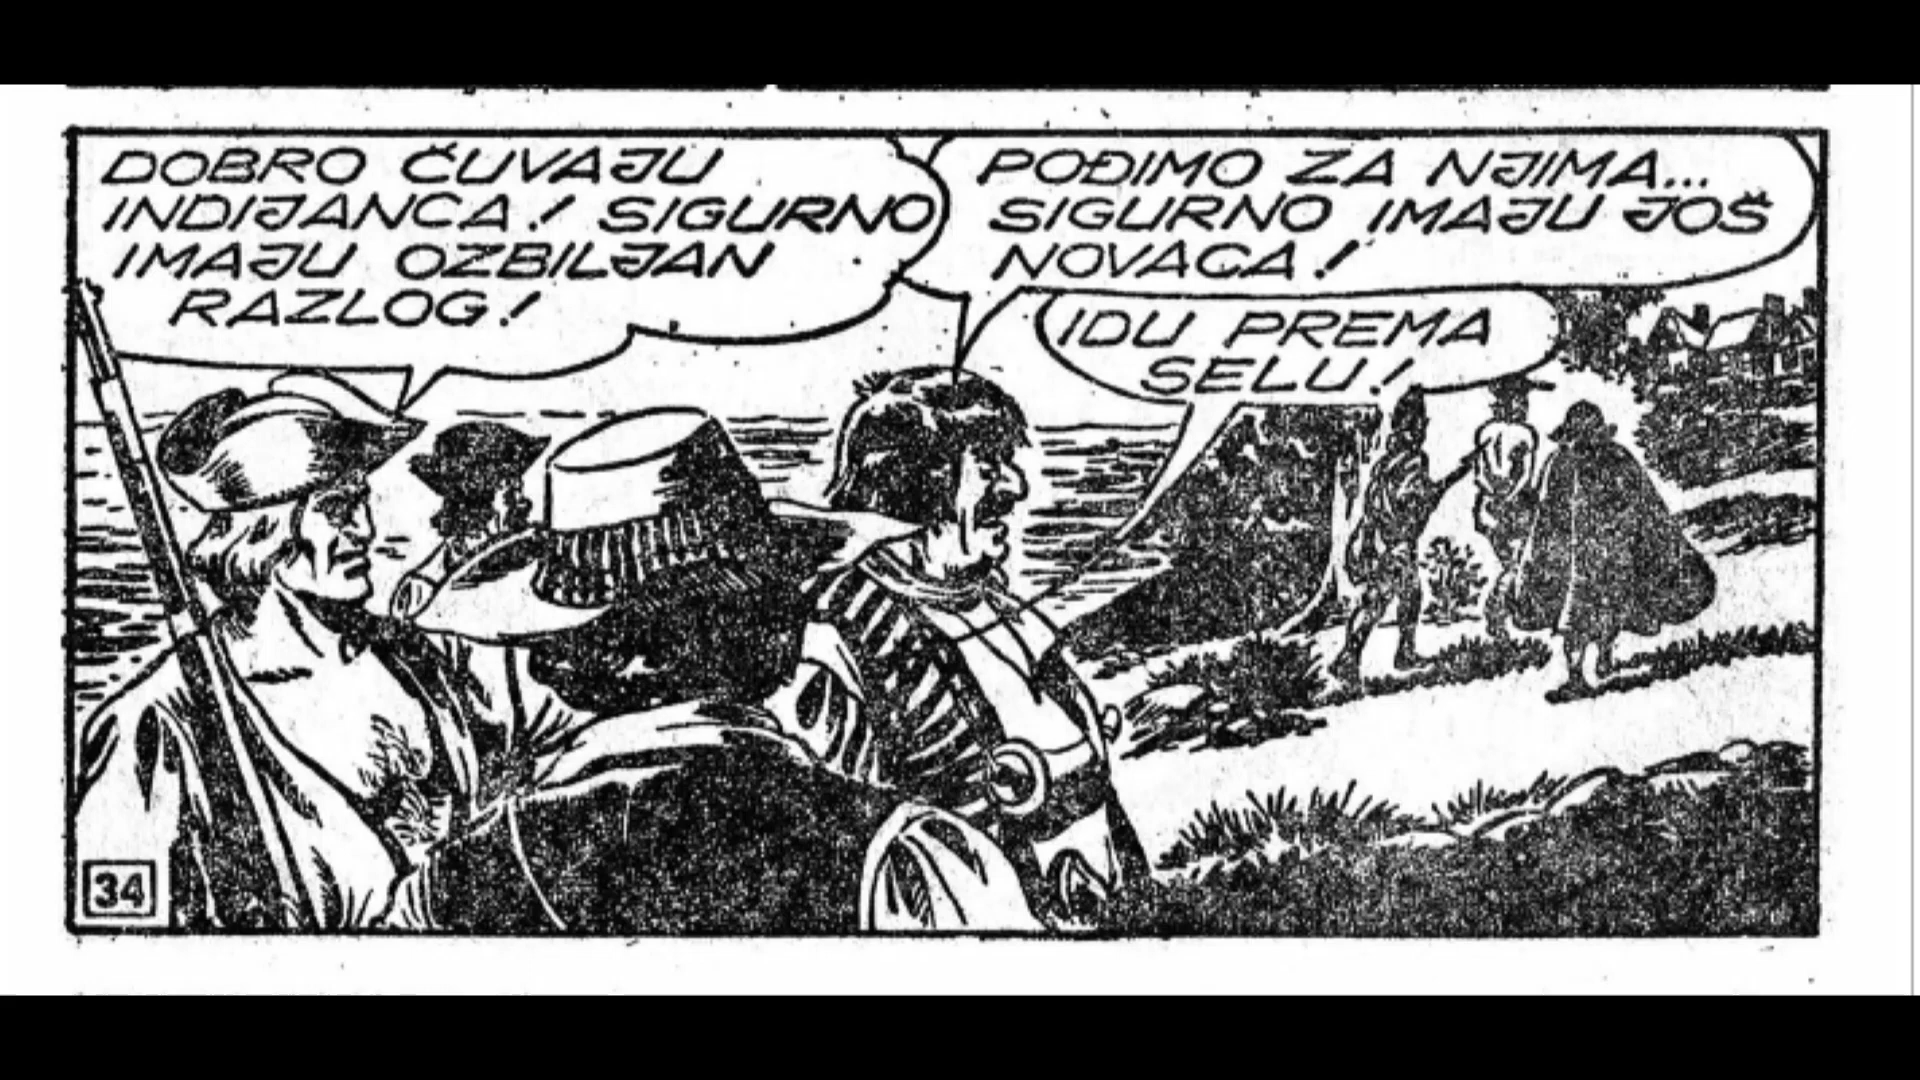 DOBRO ČUVAJU
INDIJANCA! SIGURNO
IMAJU OZBILJAN
RAZLOG!
POĐIMO ZA NJIMA...
SIGURNO IMAJU JOŠ
NOVACA!
IDU PREMA
SELU!
34